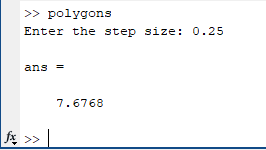 >> polygons
Enter the step size: 0.25
ans =
7.6768
fx >>